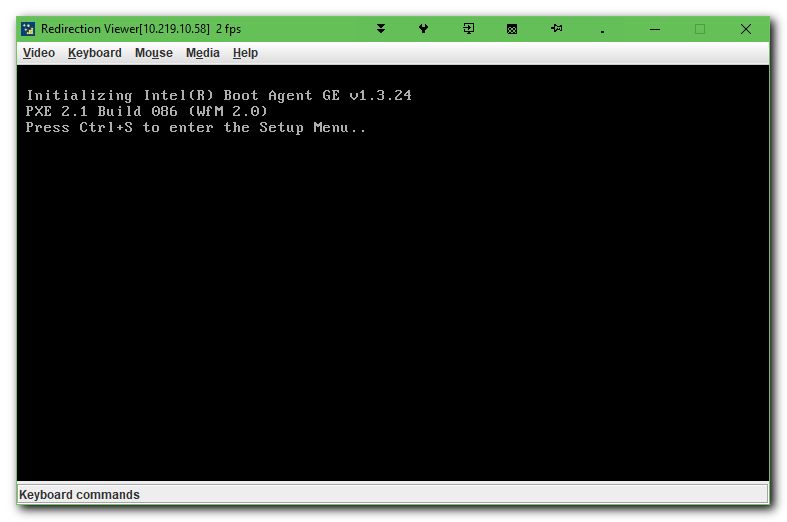 Redirection Viewer[10.219.10.58] 2 fps
Video Keyboard Mouse Media Help
Initializing Intel(R) Boot Agent GE v1.3.24
PXE 2.1 Build 086 (WfM 2.0)
Press Ctrl+S to enter the Setup Menu..
Keyboard commands